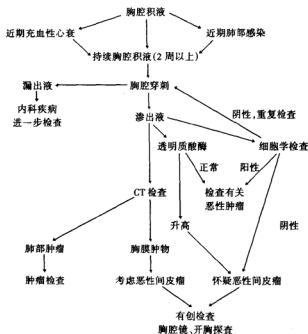 胸腔积液
近期充血性心衰
近期肺部感染
持续胸腔积液(2周以上)
漏出液
胸腔穿刺
阴性,重复检查
内科疾病
进一步检查
渗出液
透明质酸酶
细胞学检查
正常
阳性
CT检查
检查有关
恶性肿瘤
升高
阴性
肺部肿瘤
胸膜肿物
肿瘤检查
考虑恶性间皮瘤
怀疑恶性间皮瘤
有创检查
胸腔镜、开胸探查